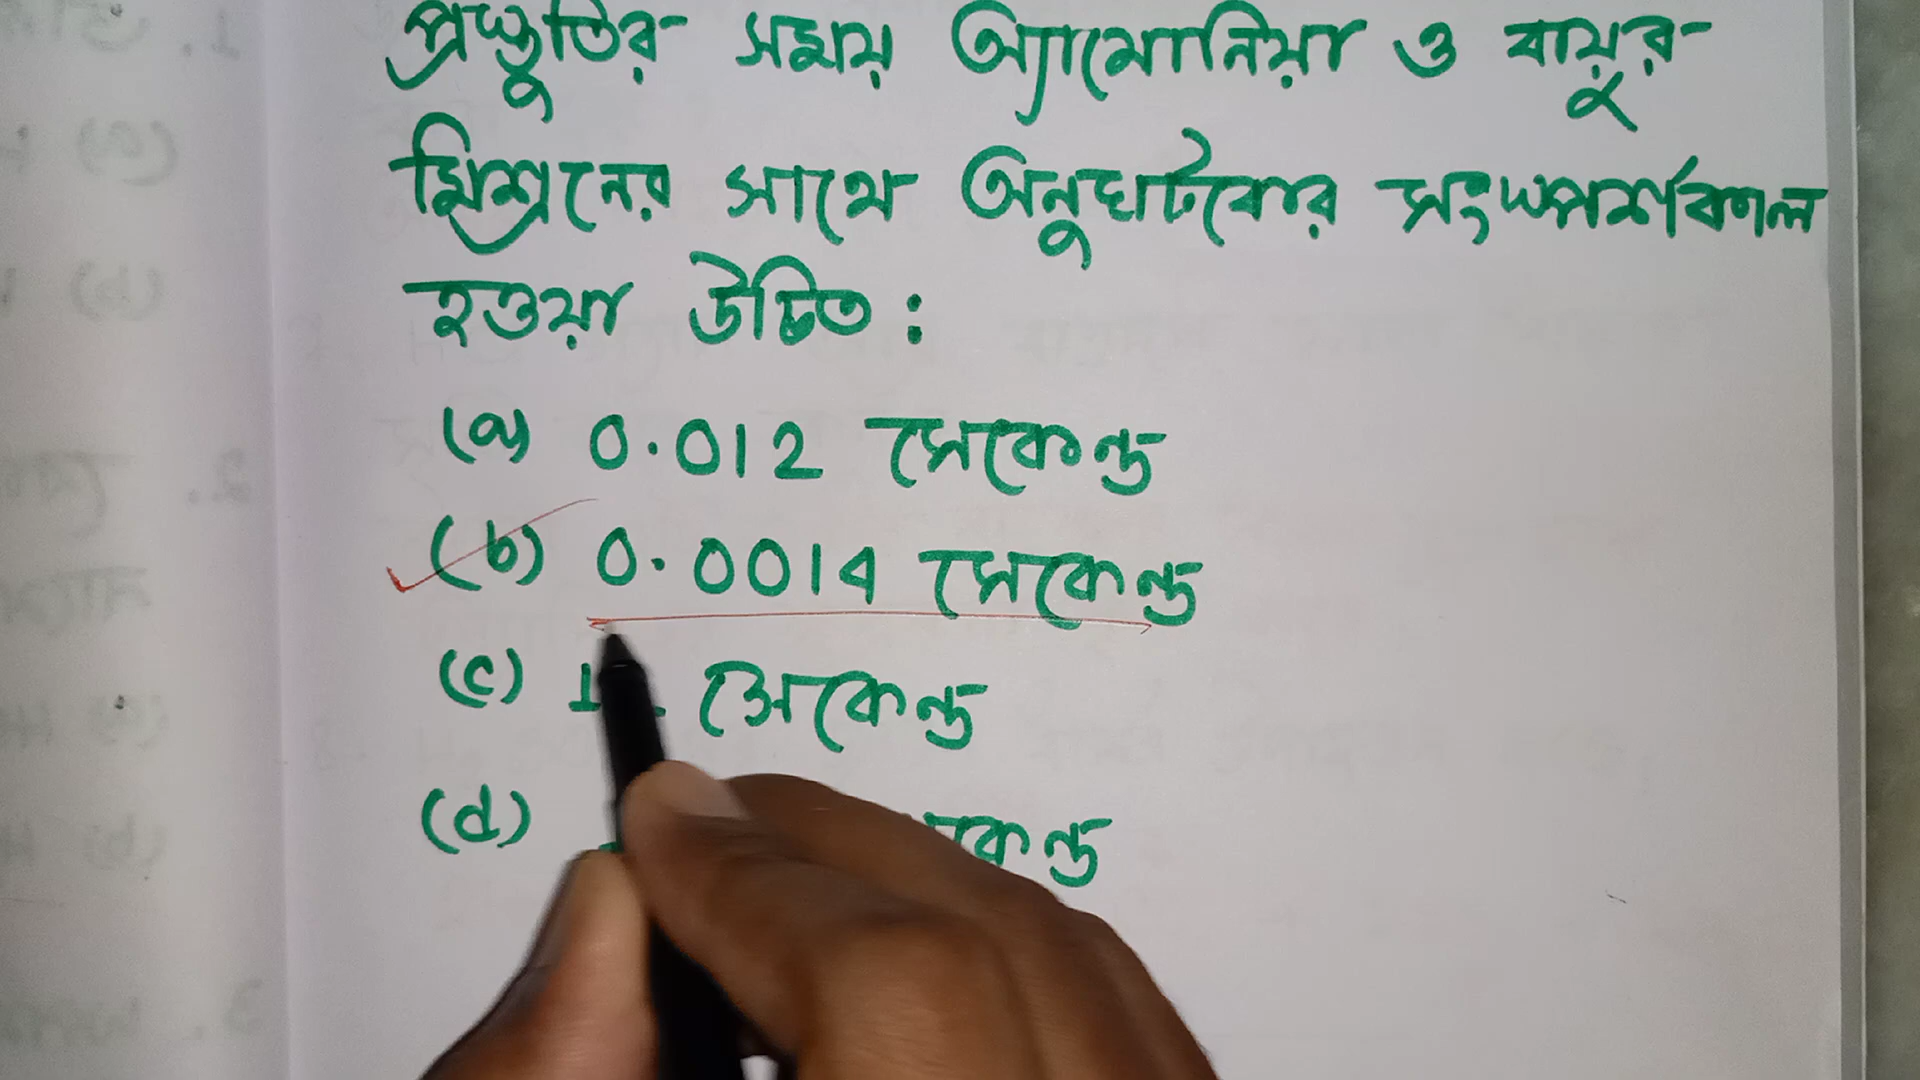 প্রস্তুতির সময় অ্যামোনিয়া ও বায়ুর
মিশ্রনের সাথে অনুঘটকের সংস্পর্শকাল
হওয়া উচিত :
(a) 0.012 সেকেন্ড
(b) 0.0014 সেকেন্ড
(c) সেকেন্ড
(d)